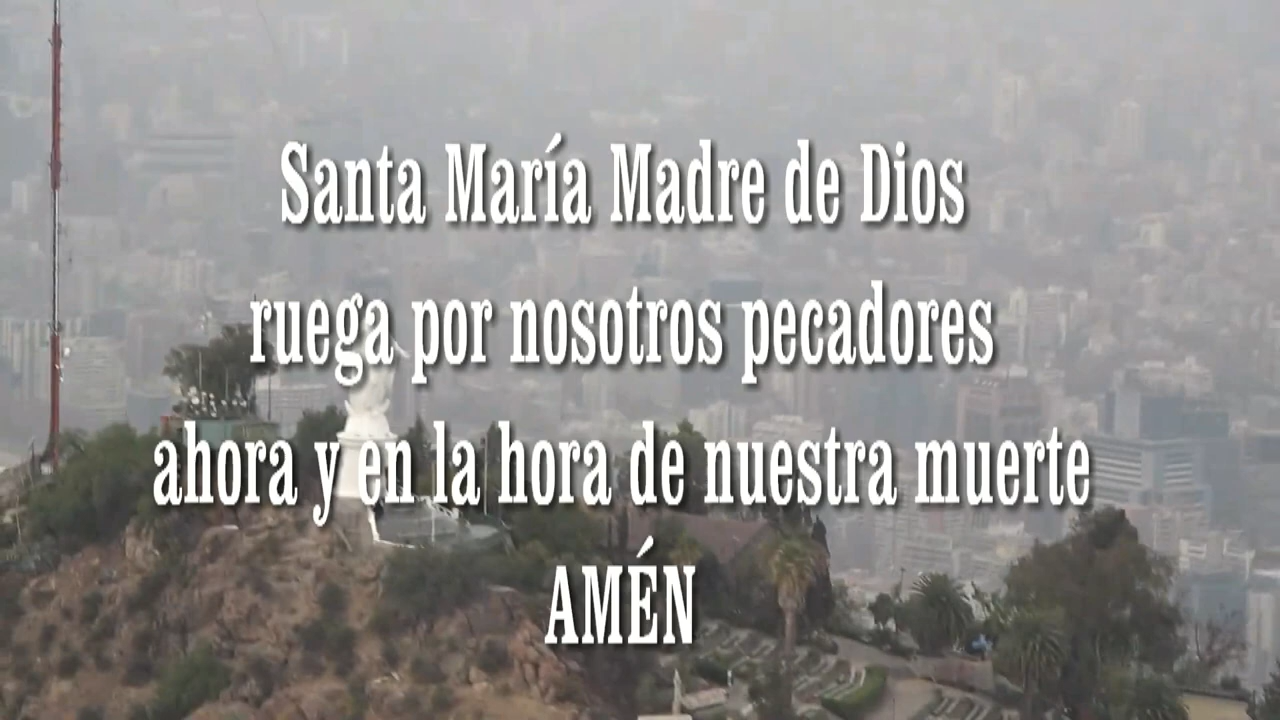 Santa María Madre de Dios
ruega por nosotros pecadores
ahora y en la hora de nuestra muerte
AMÉN